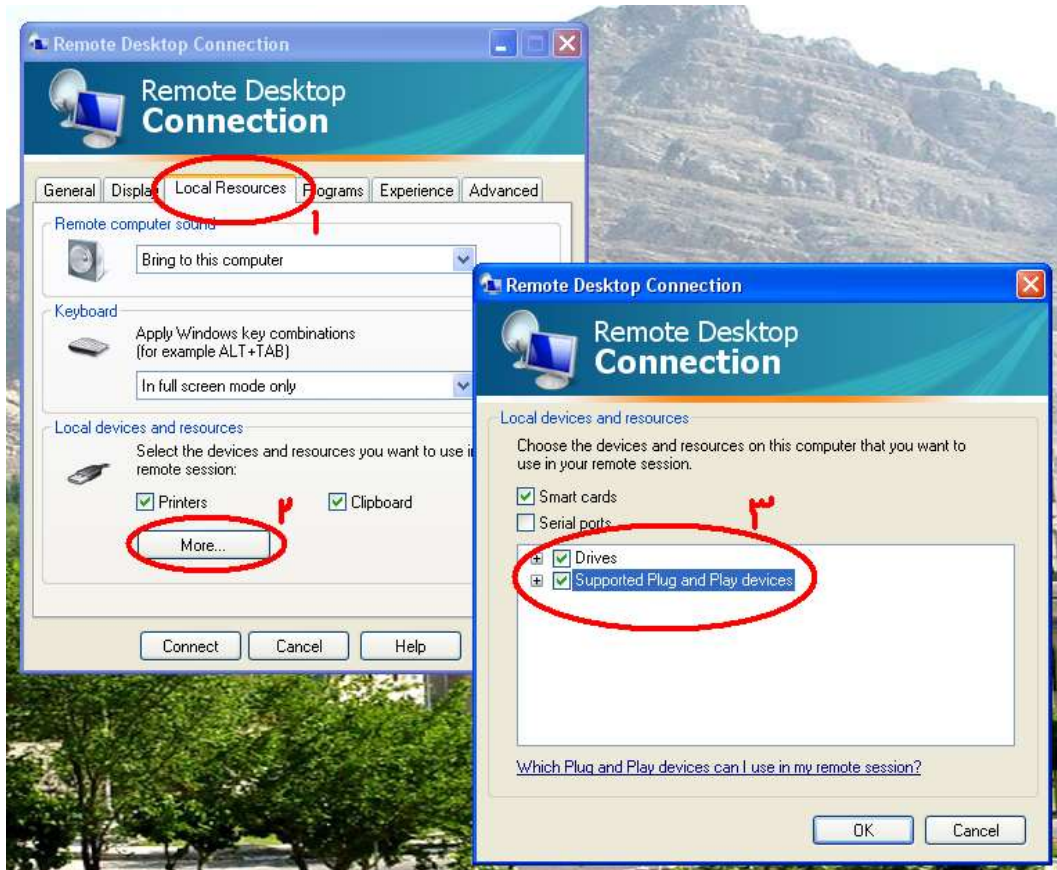 Remote Desktop Connection
Remote Desktop
Connection
General Display Local Resources Programs Experience Advanced
۱
Remote computer sound
Bring to this computer
Keyboard
Apply Windows key combinations
(for example ALT+TAB)
In full screen mode only
Local devices and resources
Select the devices and resources you want to use
remote session:
Printers Clipboard
۲
More...
Connect Cancel Help
Remote Desktop Connection
Remote Desktop
Connection
Local devices and resources
Choose the devices and resources on this computer that you want to
use in your remote session.
Smart cards
Serial ports
۳
Drives
Supported Plug and Play devices
Which Plug and Play devices can I use in my remote session?
OK Cancel